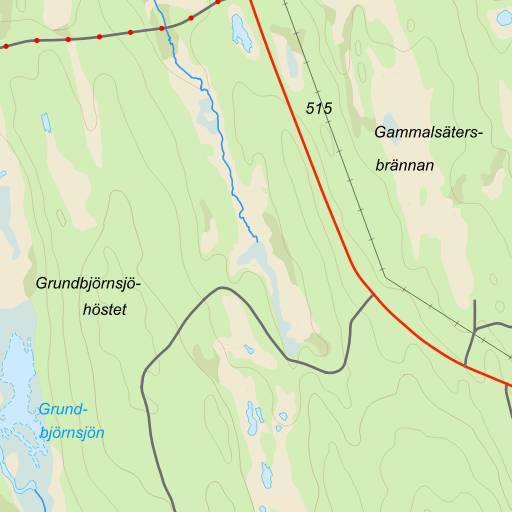 515
Gammalsäters-
brännan
Grundbjörnsjö-
höstet
Grund-
björnsjön